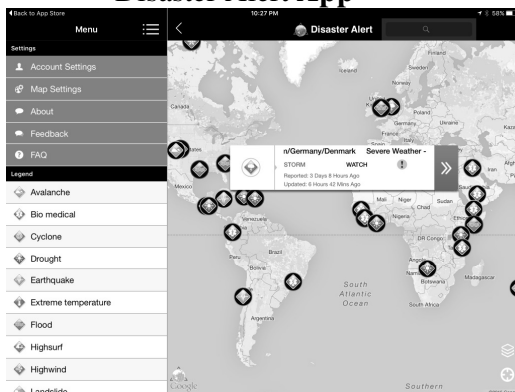 Disaster Alert App
Back to App Store
10:27 PM
58%
Menu
Disaster Alert
Settings
Account Settings
Map Settings
About
Feedback
FAQ
Legend
Avalanche
Bio medical
Cyclone
Drought
Earthquake
Extreme temperature
Flood
Highsurf
Highwind
Landslide
n/Germany/Denmark Severe Weather -
STORM WATCH
Reported: 3 Days 8 Hours Ago
Updated: 6 Hours 42 Mins Ago
Iceland
Finland
Sweden
Norway
Canada
Poland
Germany
Ukraine
France
Italy
Iran
Mexico
Mali
Niger
Chad
Sudan
Nigeria
Venezuela
DR Congo
Brazil
Peru
Bolivia
Botswana
Madagascar
South
Atlantic
Ocean
South Africa
Argentina
Google
Southern